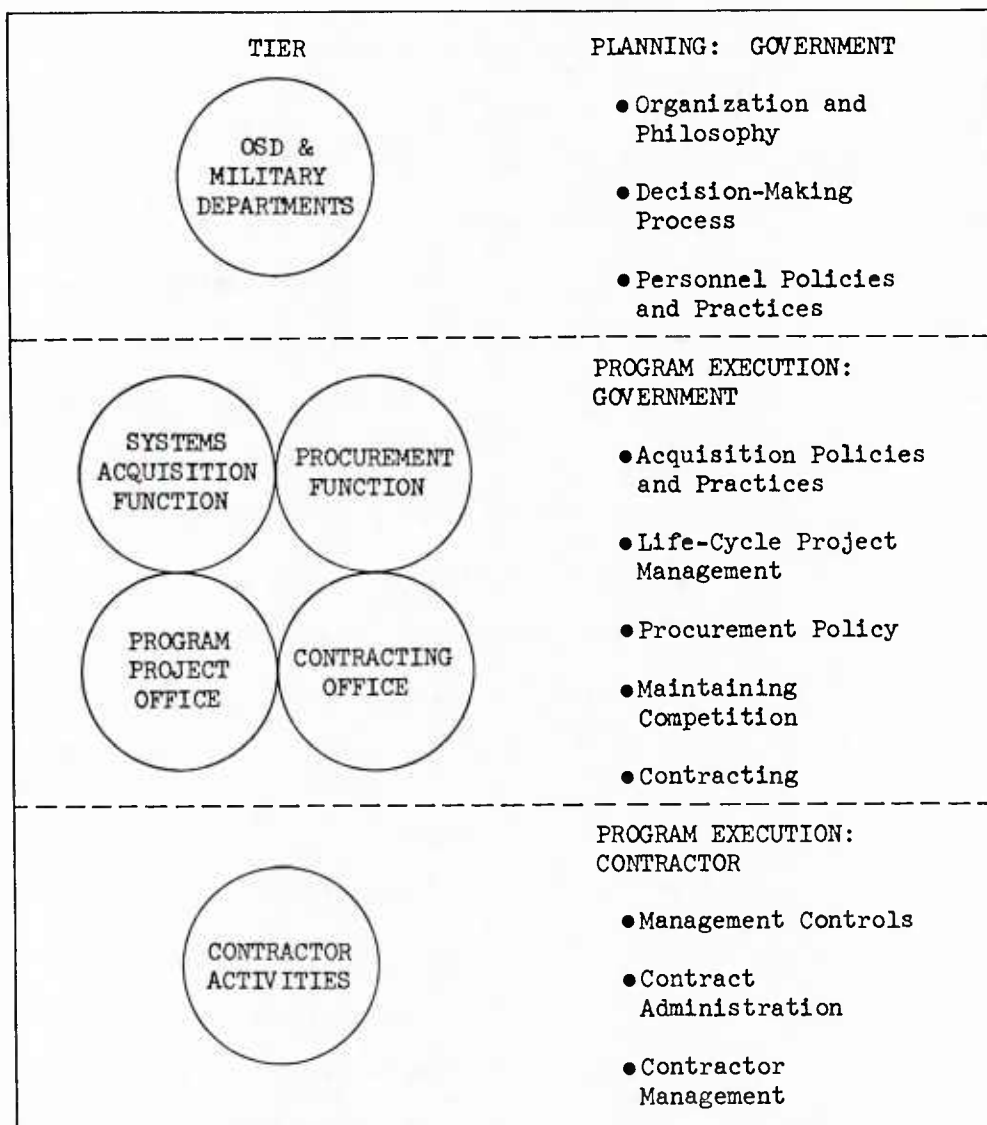 TIER
OSD &
MILITARY
DEPARTMENTS
PLANNING: GOVERNMENT
● Organization and
Philosophy
● Decision-Making
Process
● Personnel Policies
and Practices
SYSTEMS
ACQUISITION
FUNCTION
PROCUREMENT
FUNCTION
PROGRAM
PROJECT
OFFICE
CONTRACTING
OFFICE
PROGRAM EXECUTION:
GOVERNMENT
● Acquisition Policies
and Practices
● Life-Cycle Project
Management
● Procurement Policy
● Maintaining
Competition
● Contracting
CONTRACTOR
ACTIVITIES
PROGRAM EXECUTION:
CONTRACTOR
● Management Controls
● Contract
Administration
● Contractor
Management